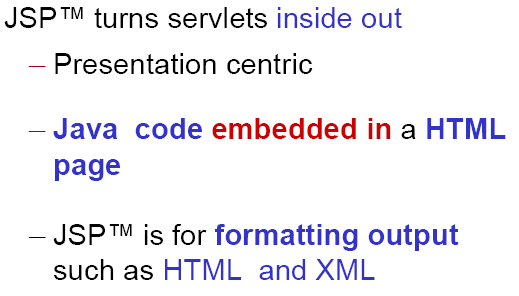 JSP™ turns servlets inside out
– Presentation centric
– Java code embedded in a HTML
page
– JSP™ is for formatting output
such as HTML and XML